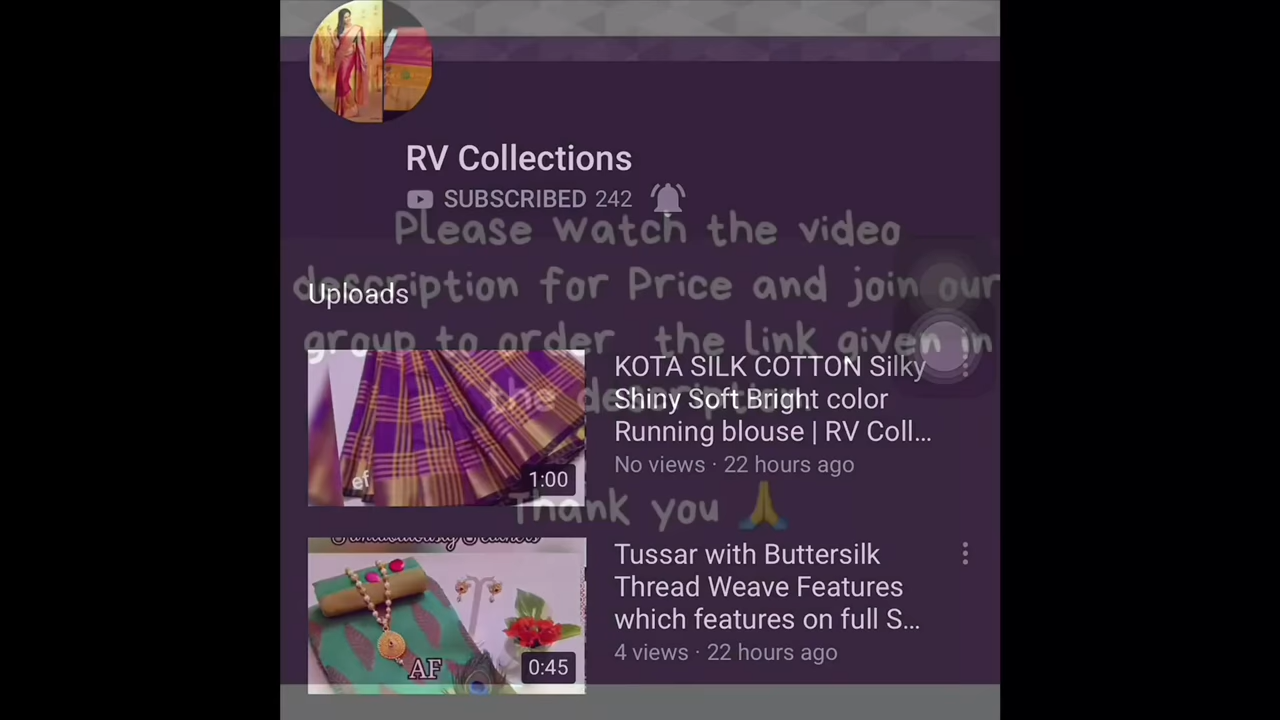 RV Collections
SUBSCRIBED 242
Please watch the video
description for Price and join our
Uploads
group to order the link given in
the description.
KOTA SILK COTTON Silky
Shiny Soft Bright color
Running blouse | RV Coll...
No views · 22 hours ago
ef
1:00
Thank you 🙏
Tussar with Buttersilk
Thread Weave Features
which features on full S...
4 views · 22 hours ago
AF
0:45